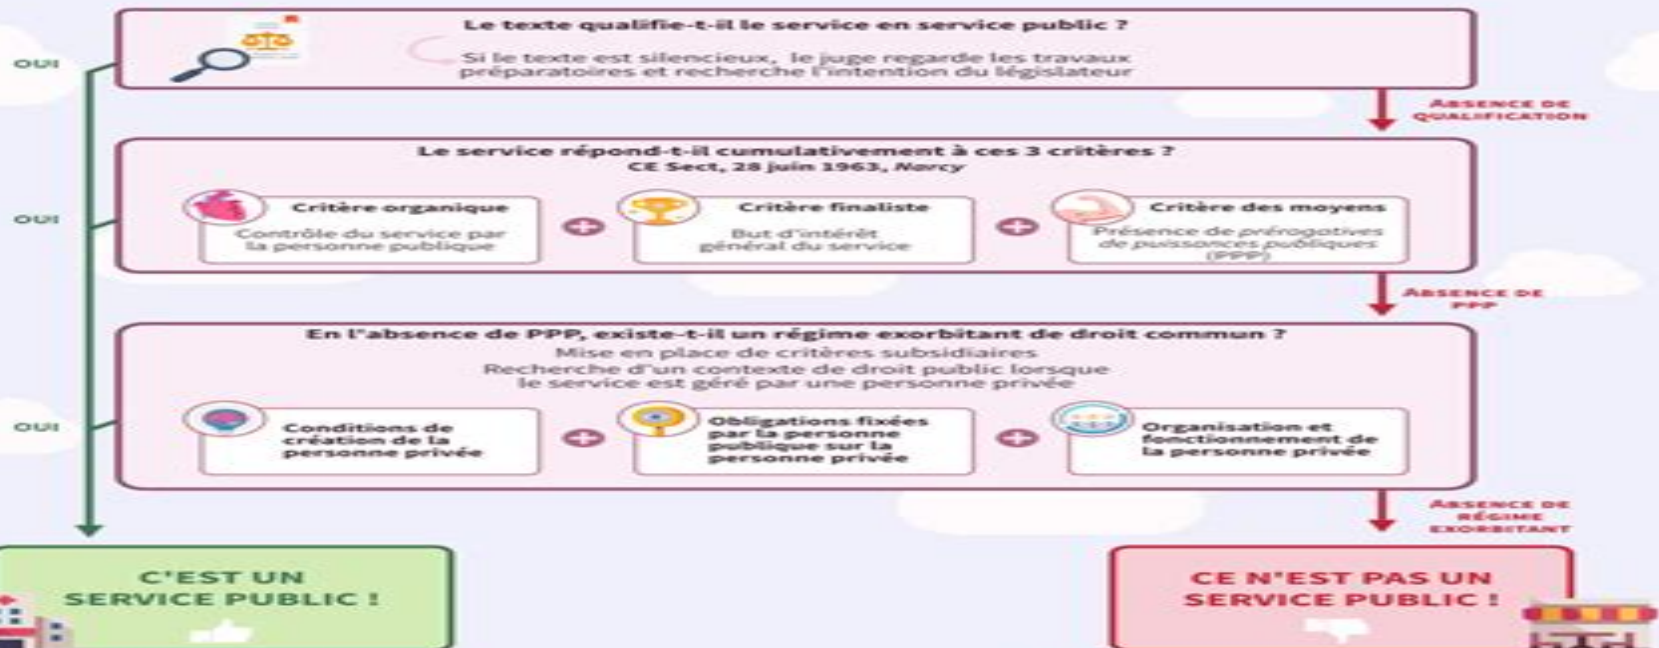 Le texte qualifie-t-il le service en service public ?
Si le texte est silencieux, le juge regarde les travaux
préparatoires et recherche l'intention du législateur
OUI
ABSENCE DE
QUALIFICATION
Le service répond-t-il cumulativement à ces 3 critères ?
CE Sect, 28 juin 1963, Narcy
OUI
Critère organique
Contrôle du service par
la personne publique
+
Critère finaliste
But d'intérêt
général du service
+
Critère des moyens
Présence de prérogatives
de puissances publiques
(PPP)
ABSENCE DE
PPP
En l'absence de PPP, existe-t-il un régime exorbitant de droit commun ?
Mise en place de critères subsidiaires
Recherche d'un contexte de droit public lorsque
le service est géré par une personne privée
OUI
Conditions de
création de la
personne privée
+
Obligations fixées
par la personne
publique sur la
personne privée
+
Organisation et
fonctionnement de
la personne privée
ABSENCE DE
RÉGIME
EXORBITANT
C'EST UN
SERVICE PUBLIC !
CE N'EST PAS UN
SERVICE PUBLIC !